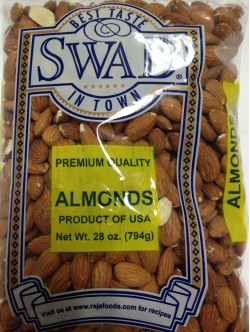 BEST TASTE
SWAD®
IN TOWN
PREMIUM QUALITY
ALMONDS
PRODUCT OF USA
Net Wt. 28 oz. (794g)
ALMONDS
Visit us at www.rajafoods.com for recipes